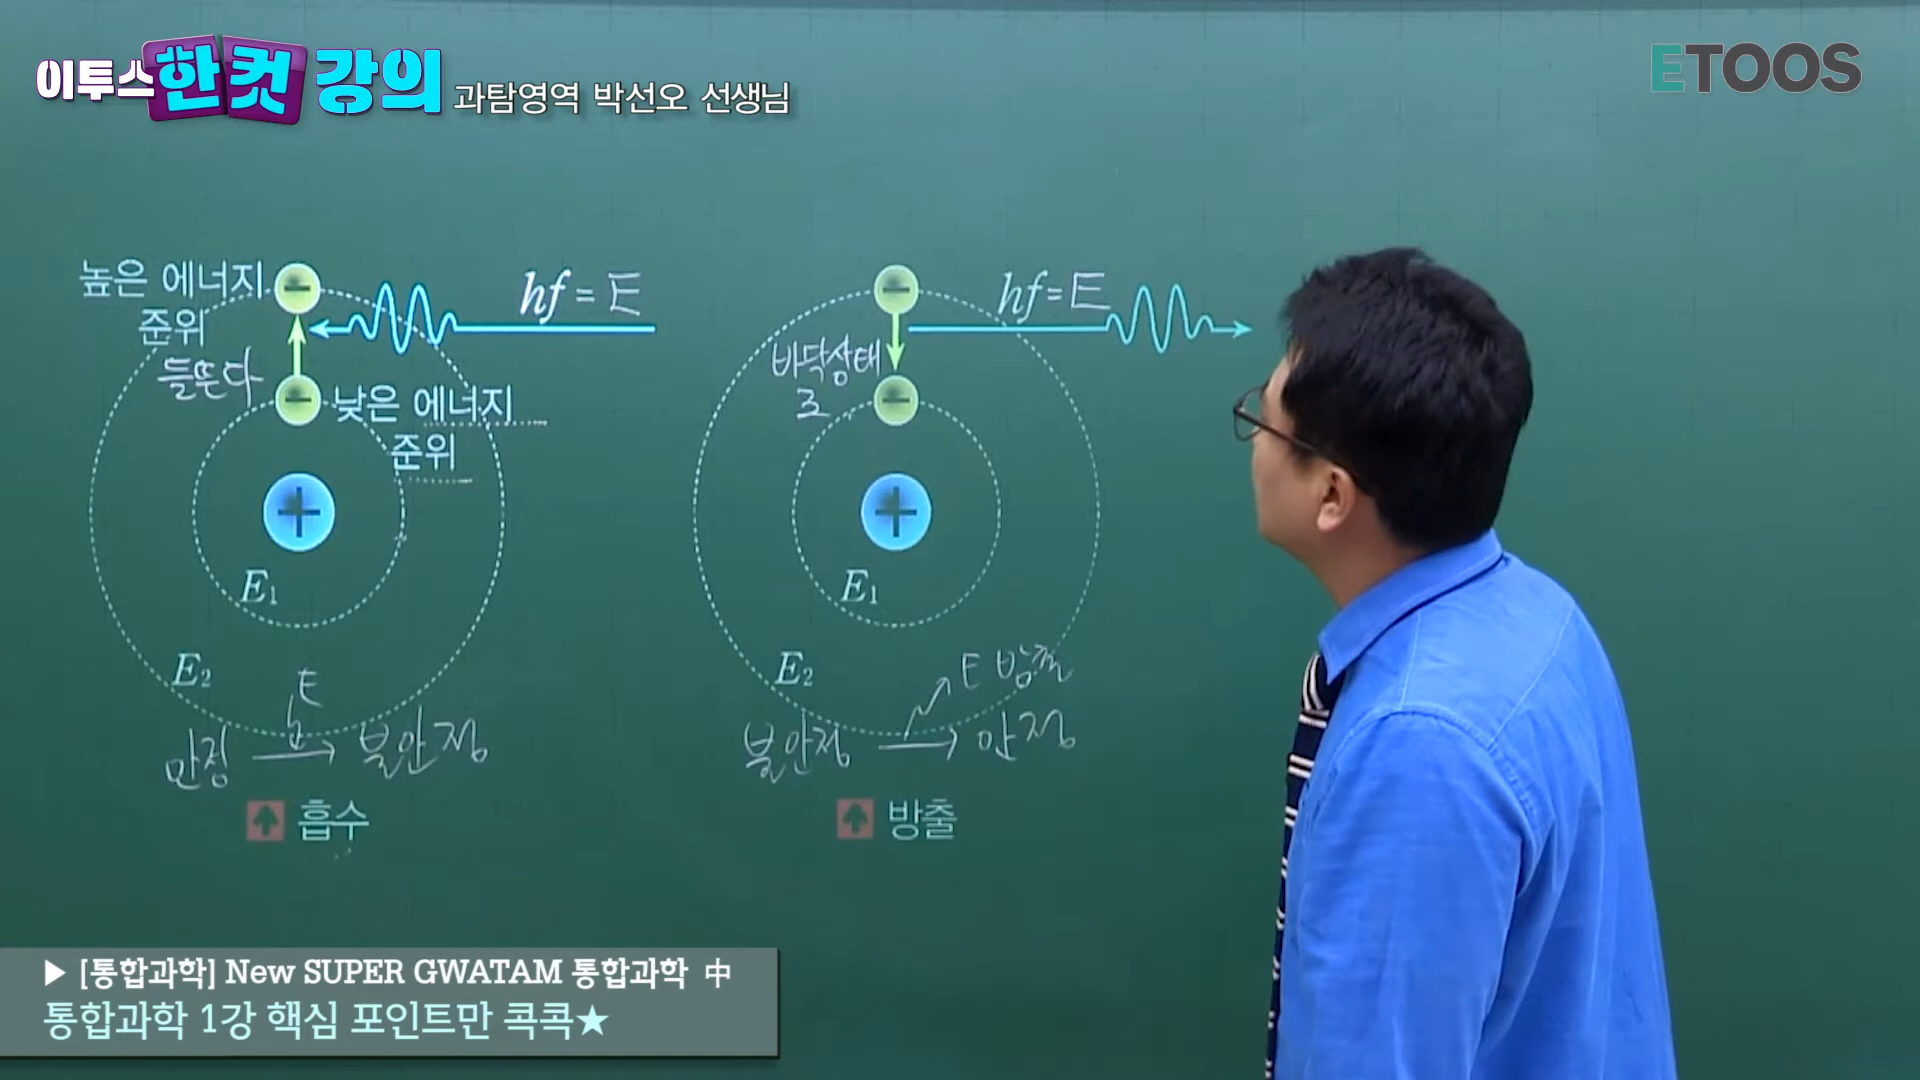 이투스 한컷 강의 과탐영역 박선오 선생님
ETOOS
높은 에너지
준위
들뜬다
hf = E
낮은 에너지
준위
+
E₁
E₂
E
안정 → 불안정
흡수
hf = E
바닥상태
로
+
E₁
E₂
E 방출
불안정 → 안정
방출
▶ [통합과학] New SUPER GWATAM 통합과학 中
통합과학 1강 핵심 포인트만 콕콕★